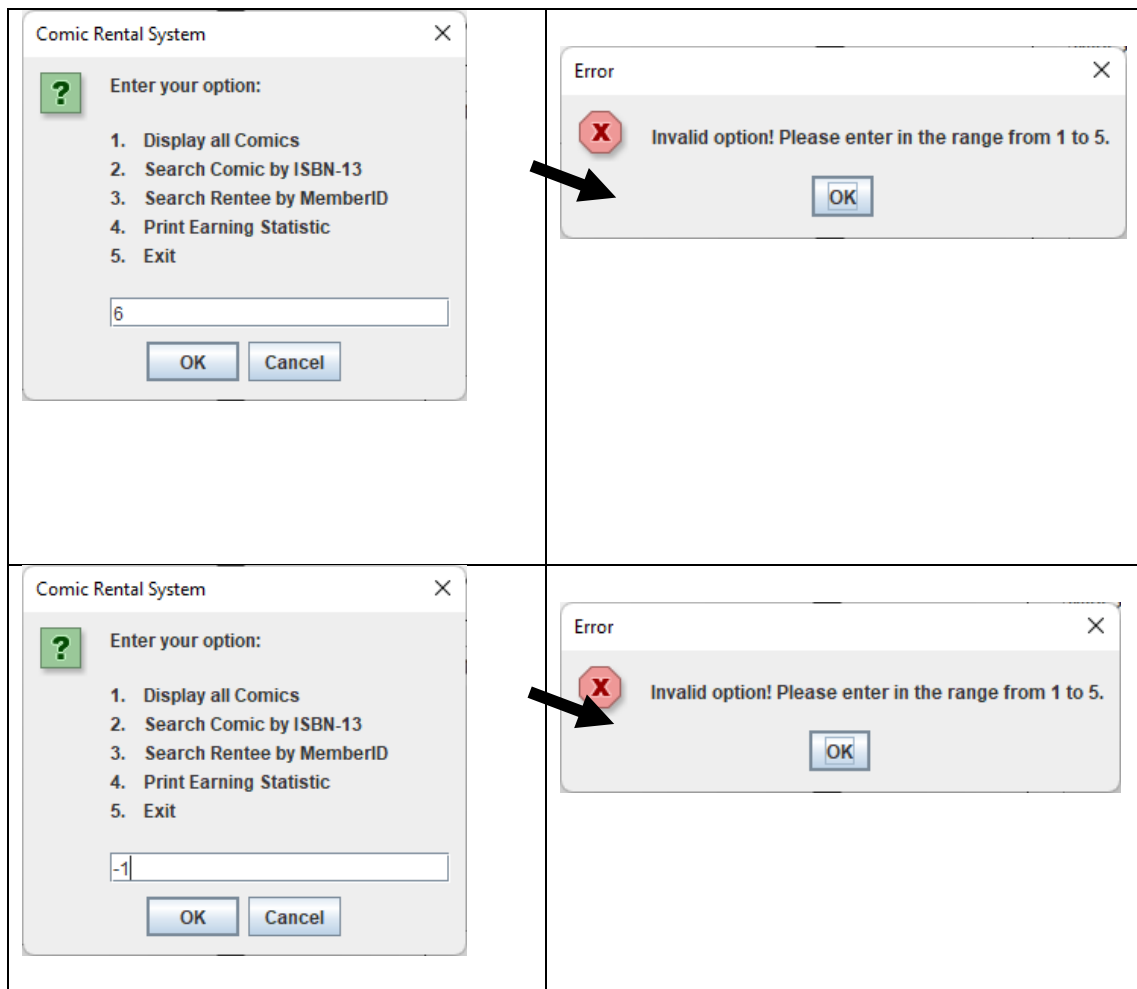 Comic Rental System
Enter your option:
1. Display all Comics
2. Search Comic by ISBN-13
3. Search Rentee by MemberID
4. Print Earning Statistic
5. Exit
6
OK Cancel
Error
Invalid option! Please enter in the range from 1 to 5.
OK
Comic Rental System
Enter your option:
1. Display all Comics
2. Search Comic by ISBN-13
3. Search Rentee by MemberID
4. Print Earning Statistic
5. Exit
-1
OK Cancel
Error
Invalid option! Please enter in the range from 1 to 5.
OK